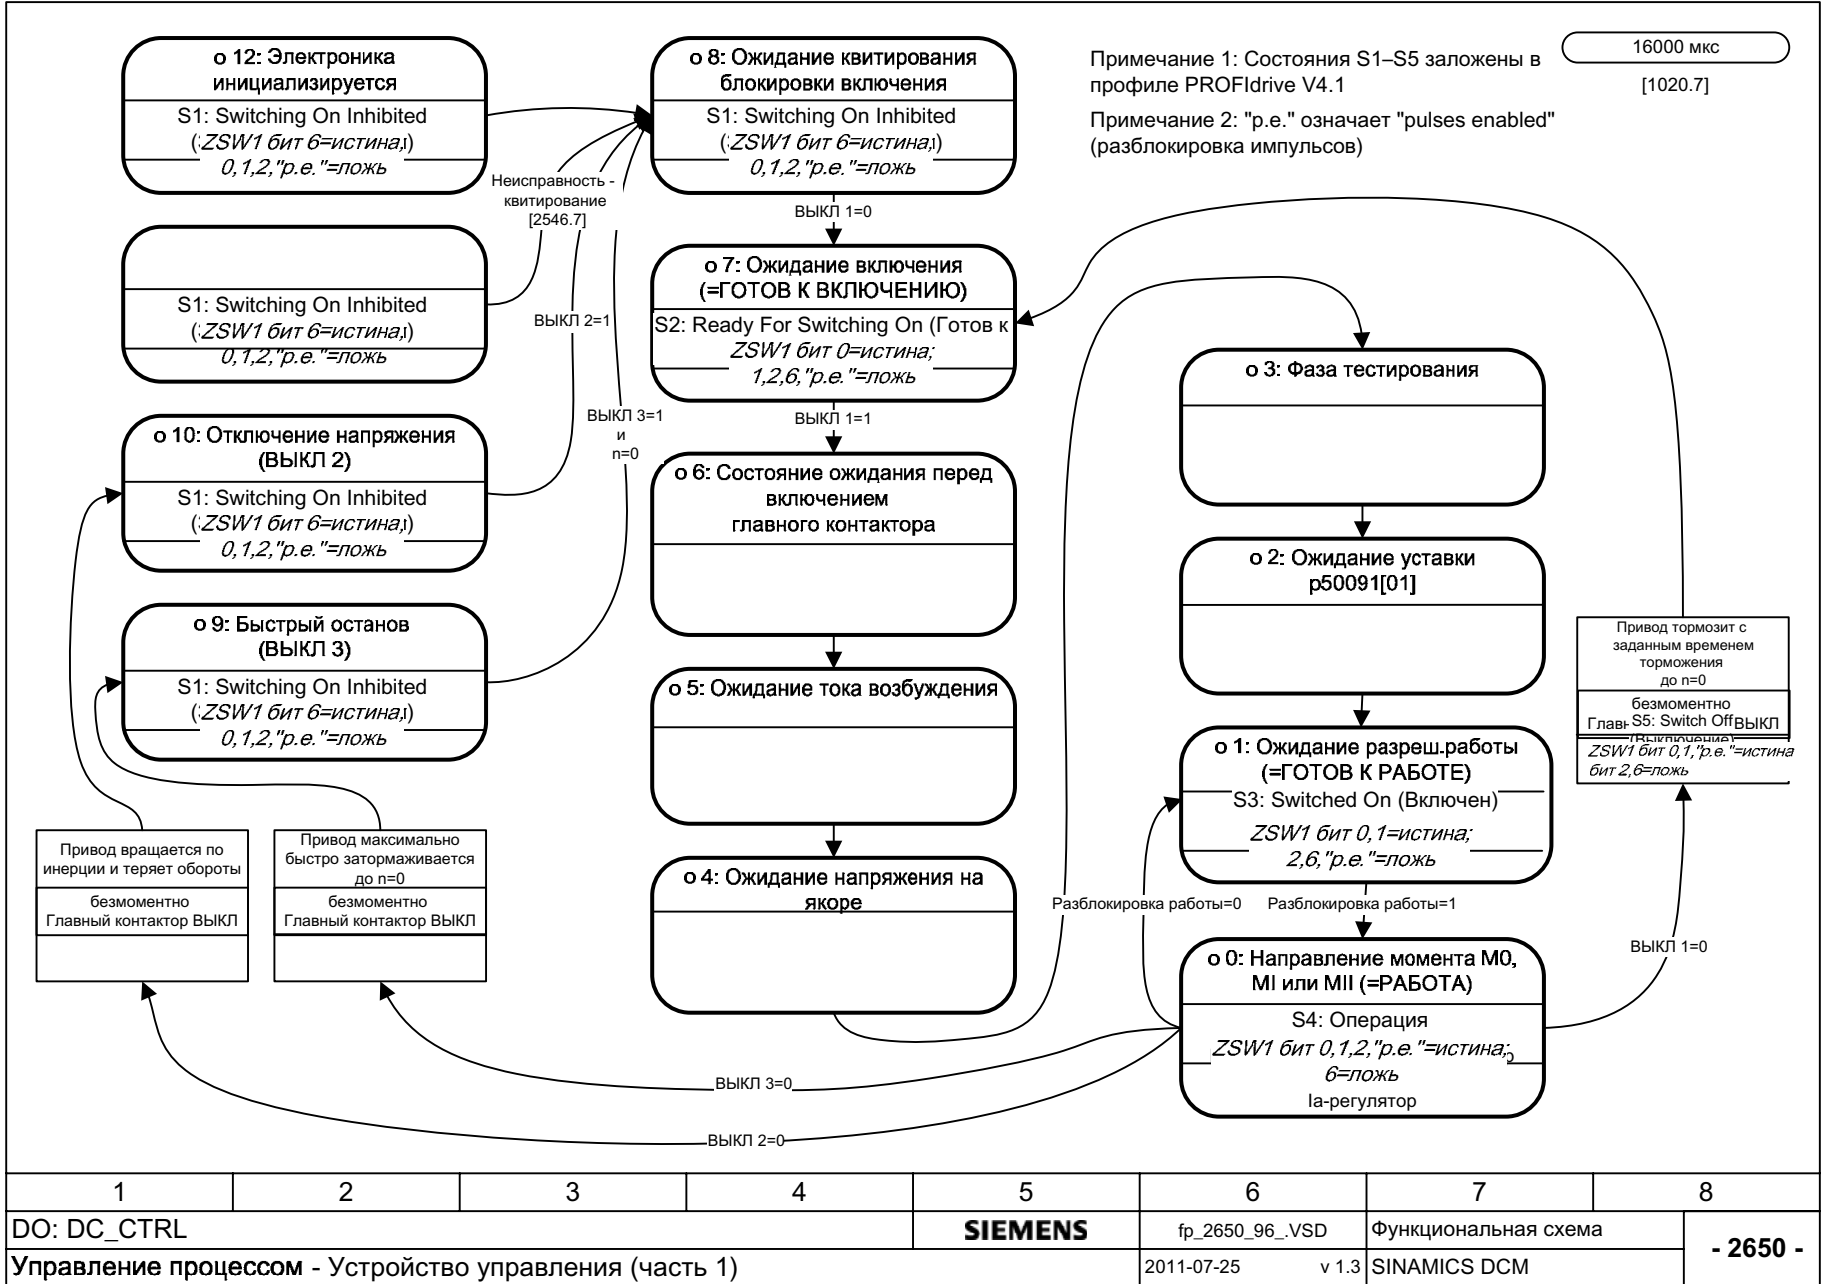 o 12: Электроника
инициализируется
S1: Switching On Inhibited
ZSW1 бит 6=истина;
0,1,2,"p.e."=ложь
S1: Switching On Inhibited
ZSW1 бит 6=истина;
0,1,2,"p.e."=ложь
o 10: Отключение напряжения
(ВЫКЛ 2)
S1: Switching On Inhibited
ZSW1 бит 6=истина;
0,1,2,"p.e."=ложь
o 9: Быстрый останов
(ВЫКЛ 3)
S1: Switching On Inhibited
ZSW1 бит 6=истина;
0,1,2,"p.e."=ложь
Привод вращается по
инерции и теряет обороты
безмоментно
Главный контактор ВЫКЛ
Привод максимально
быстро затормаживается
до n=0
безмоментно
Главный контактор ВЫКЛ
Неисправность -
квитирование
[2546.7]
ВЫКЛ 2=1
ВЫКЛ 3=1
и
n=0
o 8: Ожидание квитирования
блокировки включения
S1: Switching On Inhibited
ZSW1 бит 6=истина;
0,1,2,"p.e."=ложь
ВЫКЛ 1=0
o 7: Ожидание включения
(=ГОТОВ К ВКЛЮЧЕНИЮ)
S2: Ready For Switching On (Готов к
ZSW1 бит 0=истина;
1,2,6,"p.e."=ложь
ВЫКЛ 1=1
o 6: Состояние ожидания перед
включением
главного контактора
o 5: Ожидание тока возбуждения
o 4: Ожидание напряжения на
якоре
ВЫКЛ 3=0
ВЫКЛ 2=0
Примечание 1: Состояния S1–S5 заложены в
профиле PROFIdrive V4.1
Примечание 2: "p.e." означает "pulses enabled"
(разблокировка импульсов)
16000 мкс
[1020.7]
o 3: Фаза тестирования
o 2: Ожидание уставки
p50091[01]
o 1: Ожидание разреш.работы
(=ГОТОВ К РАБОТЕ)
S3: Switched On (Включен)
ZSW1 бит 0,1=истина;
2,6,"p.e."=ложь
Разблокировка работы=0
Разблокировка работы=1
o 0: Направление момента M0,
MI или MII (=РАБОТА)
S4: Операция
ZSW1 бит 0,1,2,"p.e."=истина;
6=ложь
Ia-регулятор
Привод тормозит с
заданным временем
торможения
до n=0
безмоментно
S5: Switch Off ВЫКЛ
(Выключение)
ZSW1 бит 0,1,"p.e."=истина
бит 2,6=ложь
ВЫКЛ 1=0
1 2 3 4 5 6 7 8
DO: DC_CTRL
SIEMENS
fp_2650_96_.VSD
Функциональная схема
- 2650 -
Управление процессом - Устройство управления (часть 1)
2011-07-25
v 1.3
SINAMICS DCM